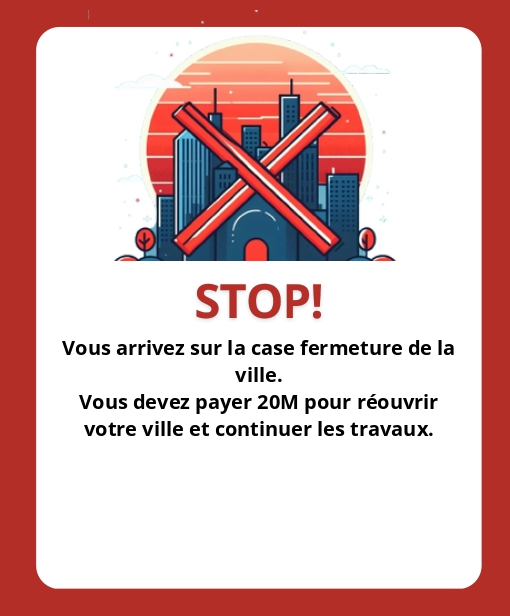 STOP!
Vous arrivez sur la case fermeture de la
ville.
Vous devez payer 20M pour réouvrir
votre ville et continuer les travaux.